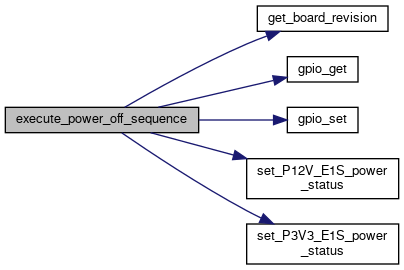 get_board_revision
gpio_get
execute_power_off_sequence
gpio_set
set_P12V_E1S_power
_status
set_P3V3_E1S_power
_status